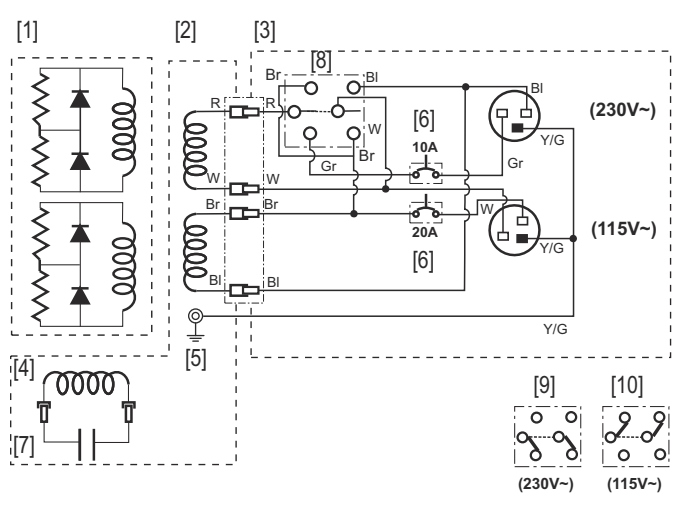 [1] [2] [3]
[8]
Br Bl Bl
(230V~)
R R
[6]
W
10A
Y/G
Br
Gr Gr
W W
Br Br W
(115V~)
20A
Y/G
[6]
Bl Bl
Y/G
[5]
[4]
[9] [10]
[7]
(230V~) (115V~)